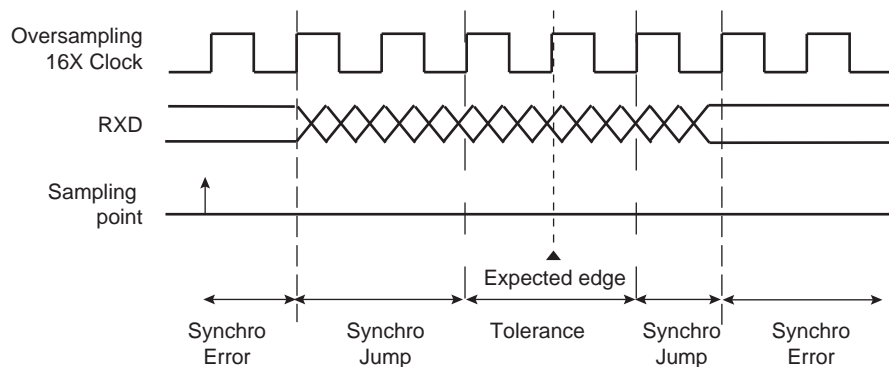 Oversampling
16X Clock
RXD
Sampling
point
Expected edge
Synchro
Error
Synchro
Jump
Tolerance
Synchro
Jump
Synchro
Error